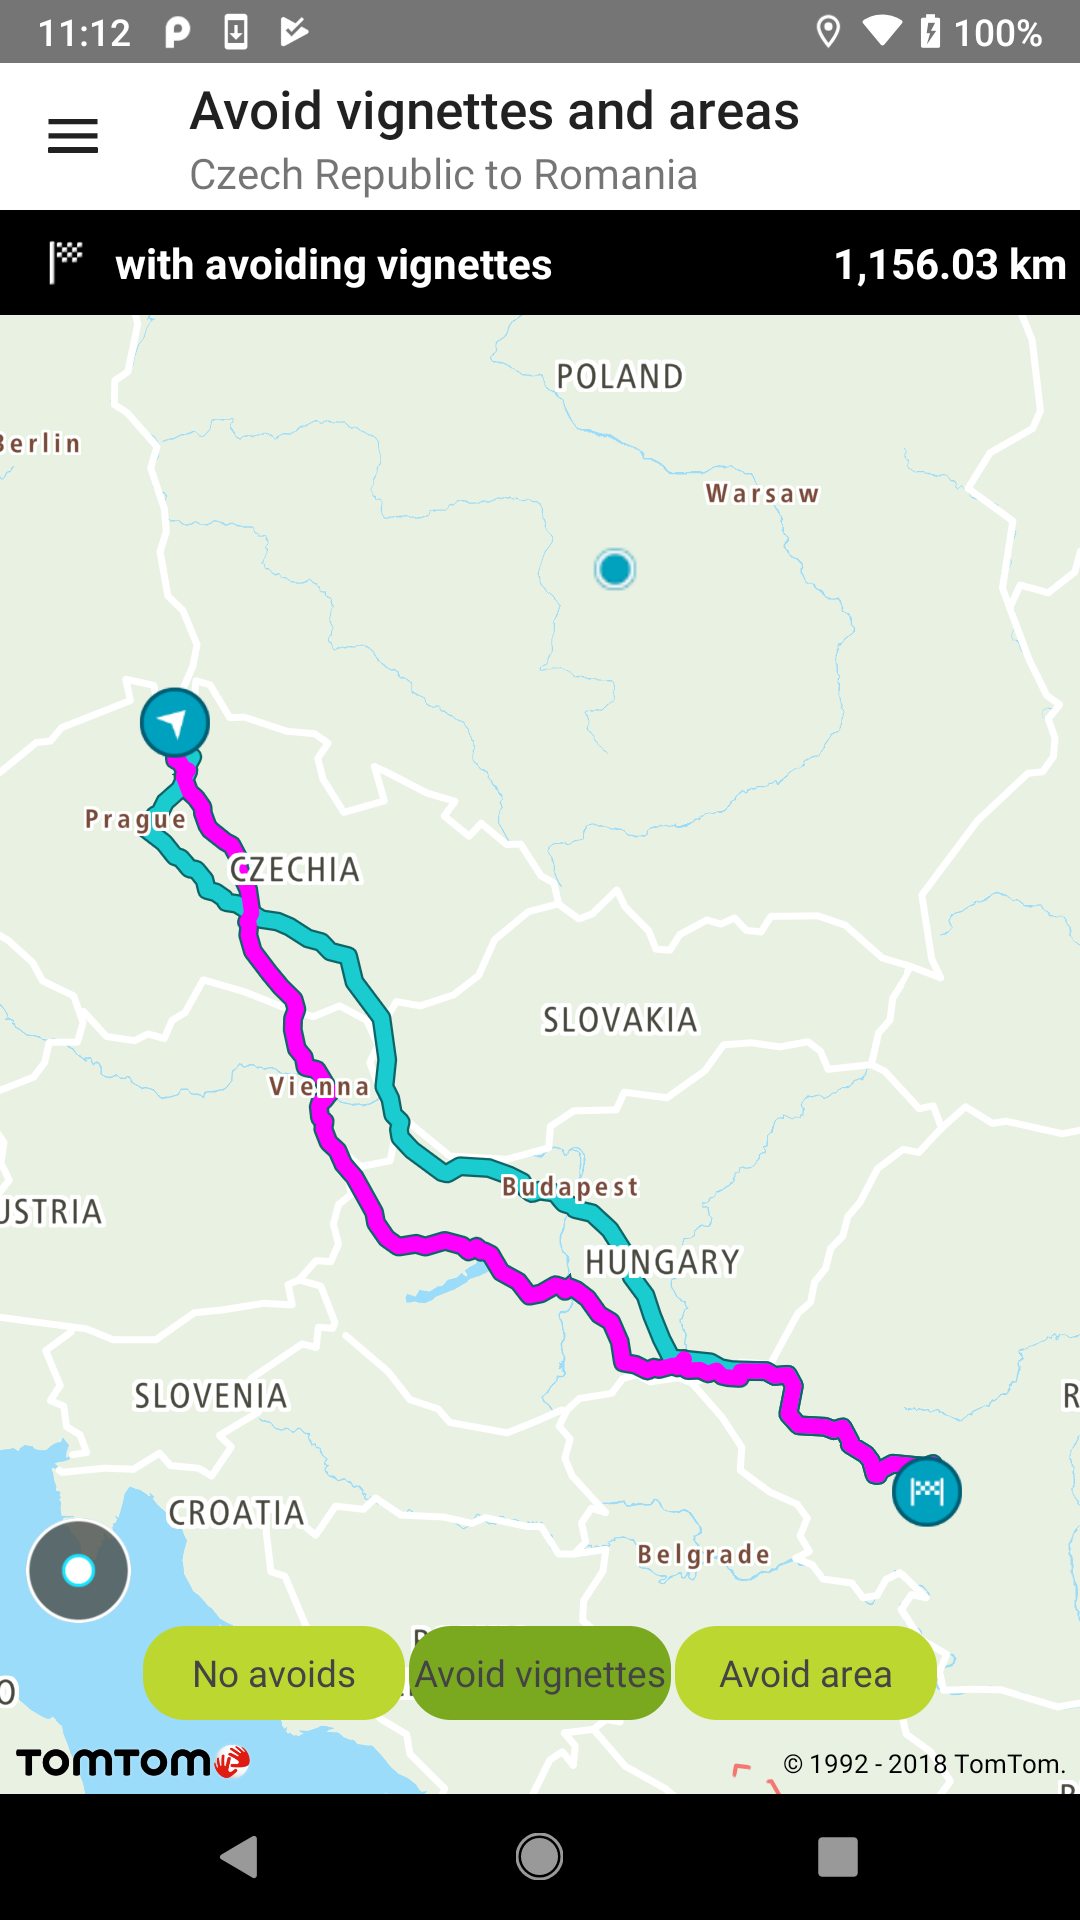 11:12
100%
Avoid vignettes and areas
Czech Republic to Romania
with avoiding vignettes
1,156.03 km
POLAND
Berlin
Warsaw
Prague
CZECHIA
SLOVAKIA
Vienna
Budapest
USTRIA
HUNGARY
SLOVENIA
R
CROATIA
Belgrade
No avoids
Avoid vignettes
Avoid area
O
TOMTOM
© 1992 - 2018 TomTom.